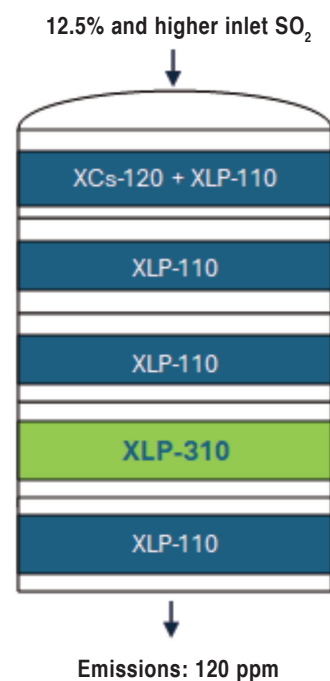 12.5% and higher inlet SO₂
XCs-120 + XLP-110
XLP-110
XLP-110
XLP-310
XLP-110
Emissions: 120 ppm